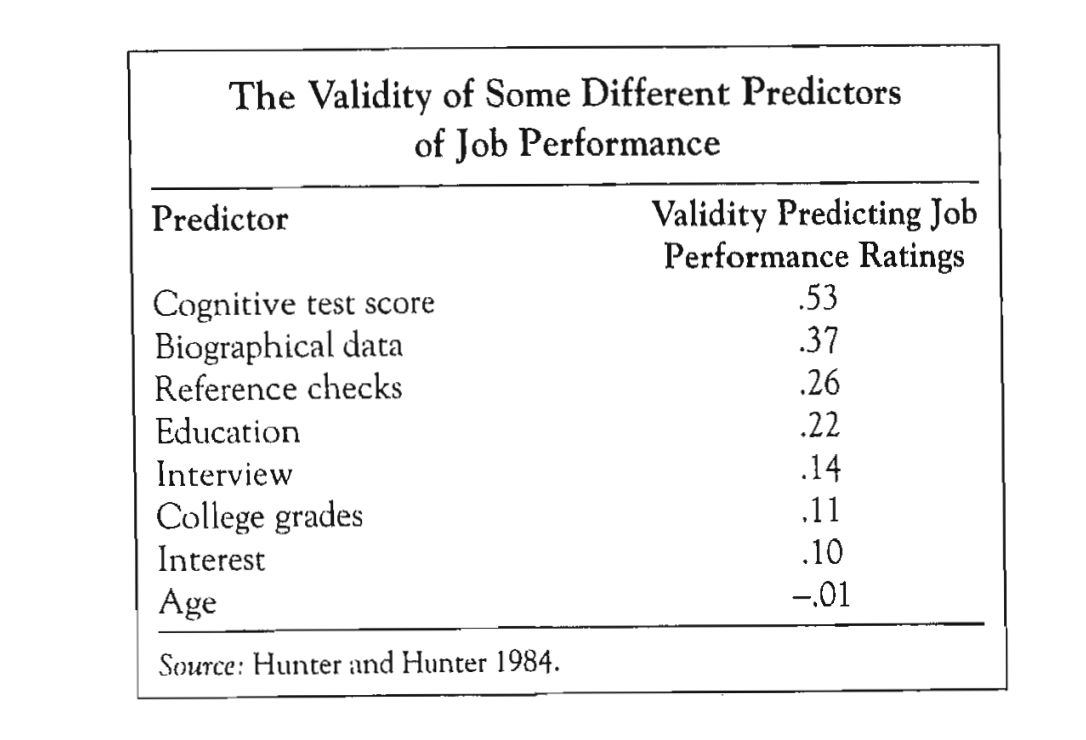 The Validity of Some Different Predictors
of Job Performance
Predictor Validity Predicting Job
Performance Ratings
Cognitive test score .53
Biographical data .37
Reference checks .26
Education .22
Interview .14
College grades .11
Interest .10
Age –.01
Source: Hunter and Hunter 1984.